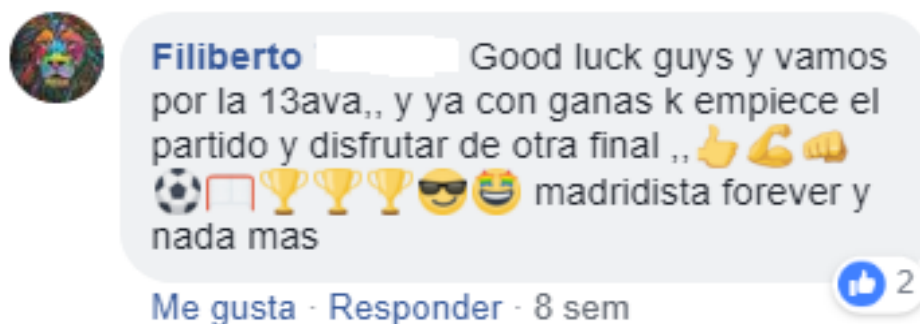 Filiberto Good luck guys y vamos
por la 13ava,, y ya con ganas k empiece el
partido y disfrutar de otra final ,,👍💪👊
⚽🥅🏆🏆🏆😎🤩 madridista forever y
nada mas
2
Me gusta · Responder · 8 sem